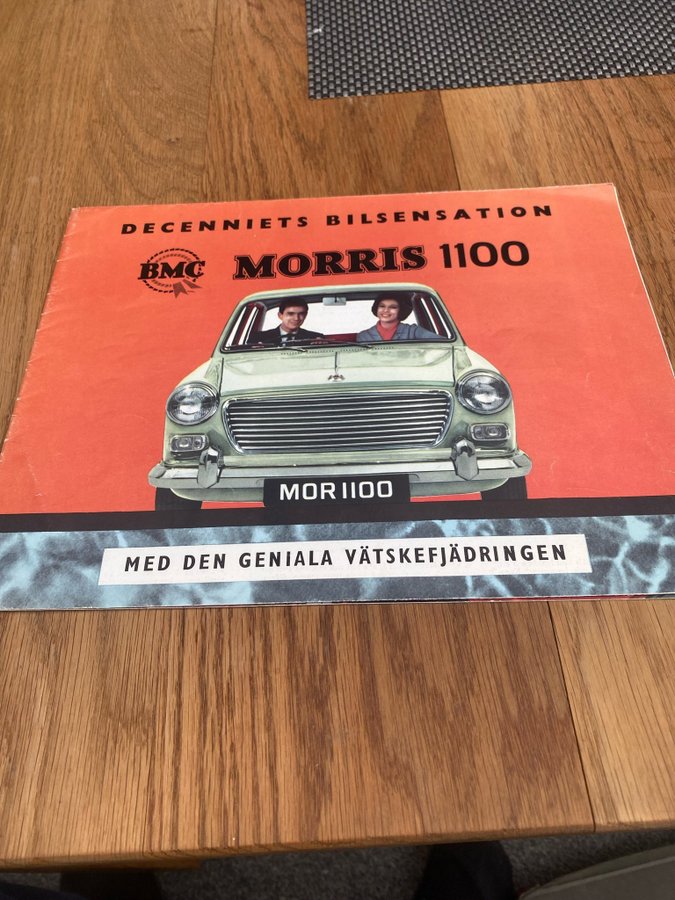 DECENNIETS BILSENSATION
BMC MORRIS 1100
MOR 1100
MED DEN GENIALA VÄTSKEFJÄDRINGEN